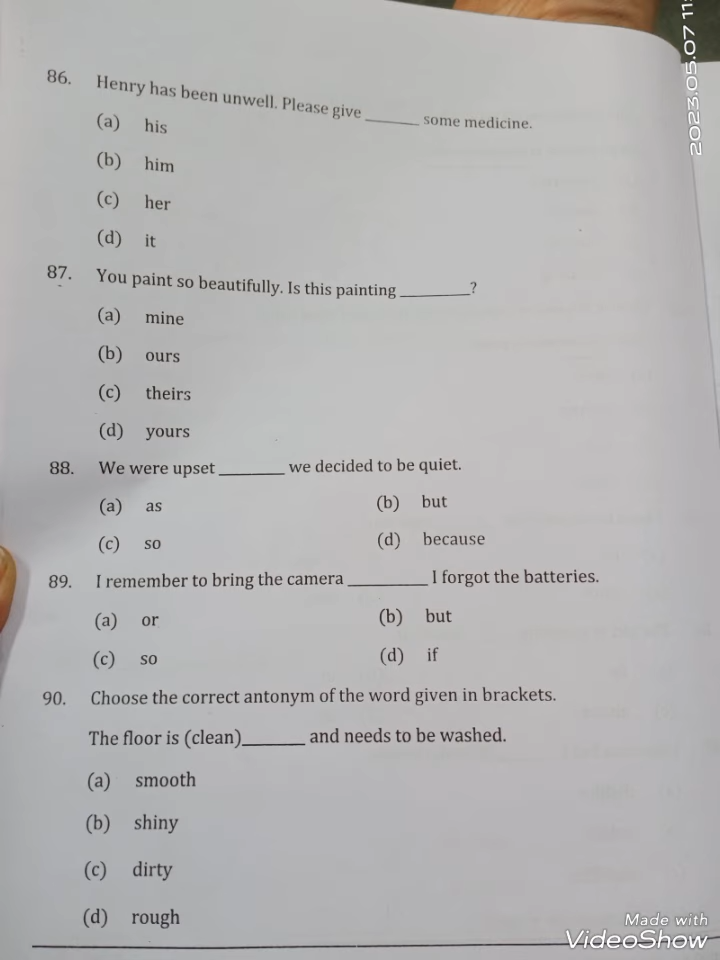 86. Henry has been unwell. Please give _______ some medicine.
(a) his
(b) him
(c) her
(d) it
87. You paint so beautifully. Is this painting _________?
(a) mine
(b) ours
(c) theirs
(d) yours
88. We were upset ________ we decided to be quiet.
(a) as (b) but
(c) so (d) because
89. I remember to bring the camera __________ I forgot the batteries.
(a) or (b) but
(c) so (d) if
90. Choose the correct antonym of the word given in brackets.
The floor is (clean)________ and needs to be washed.
(a) smooth
(b) shiny
(c) dirty
(d) rough
2023.05.07 11:
Made with
VideoShow